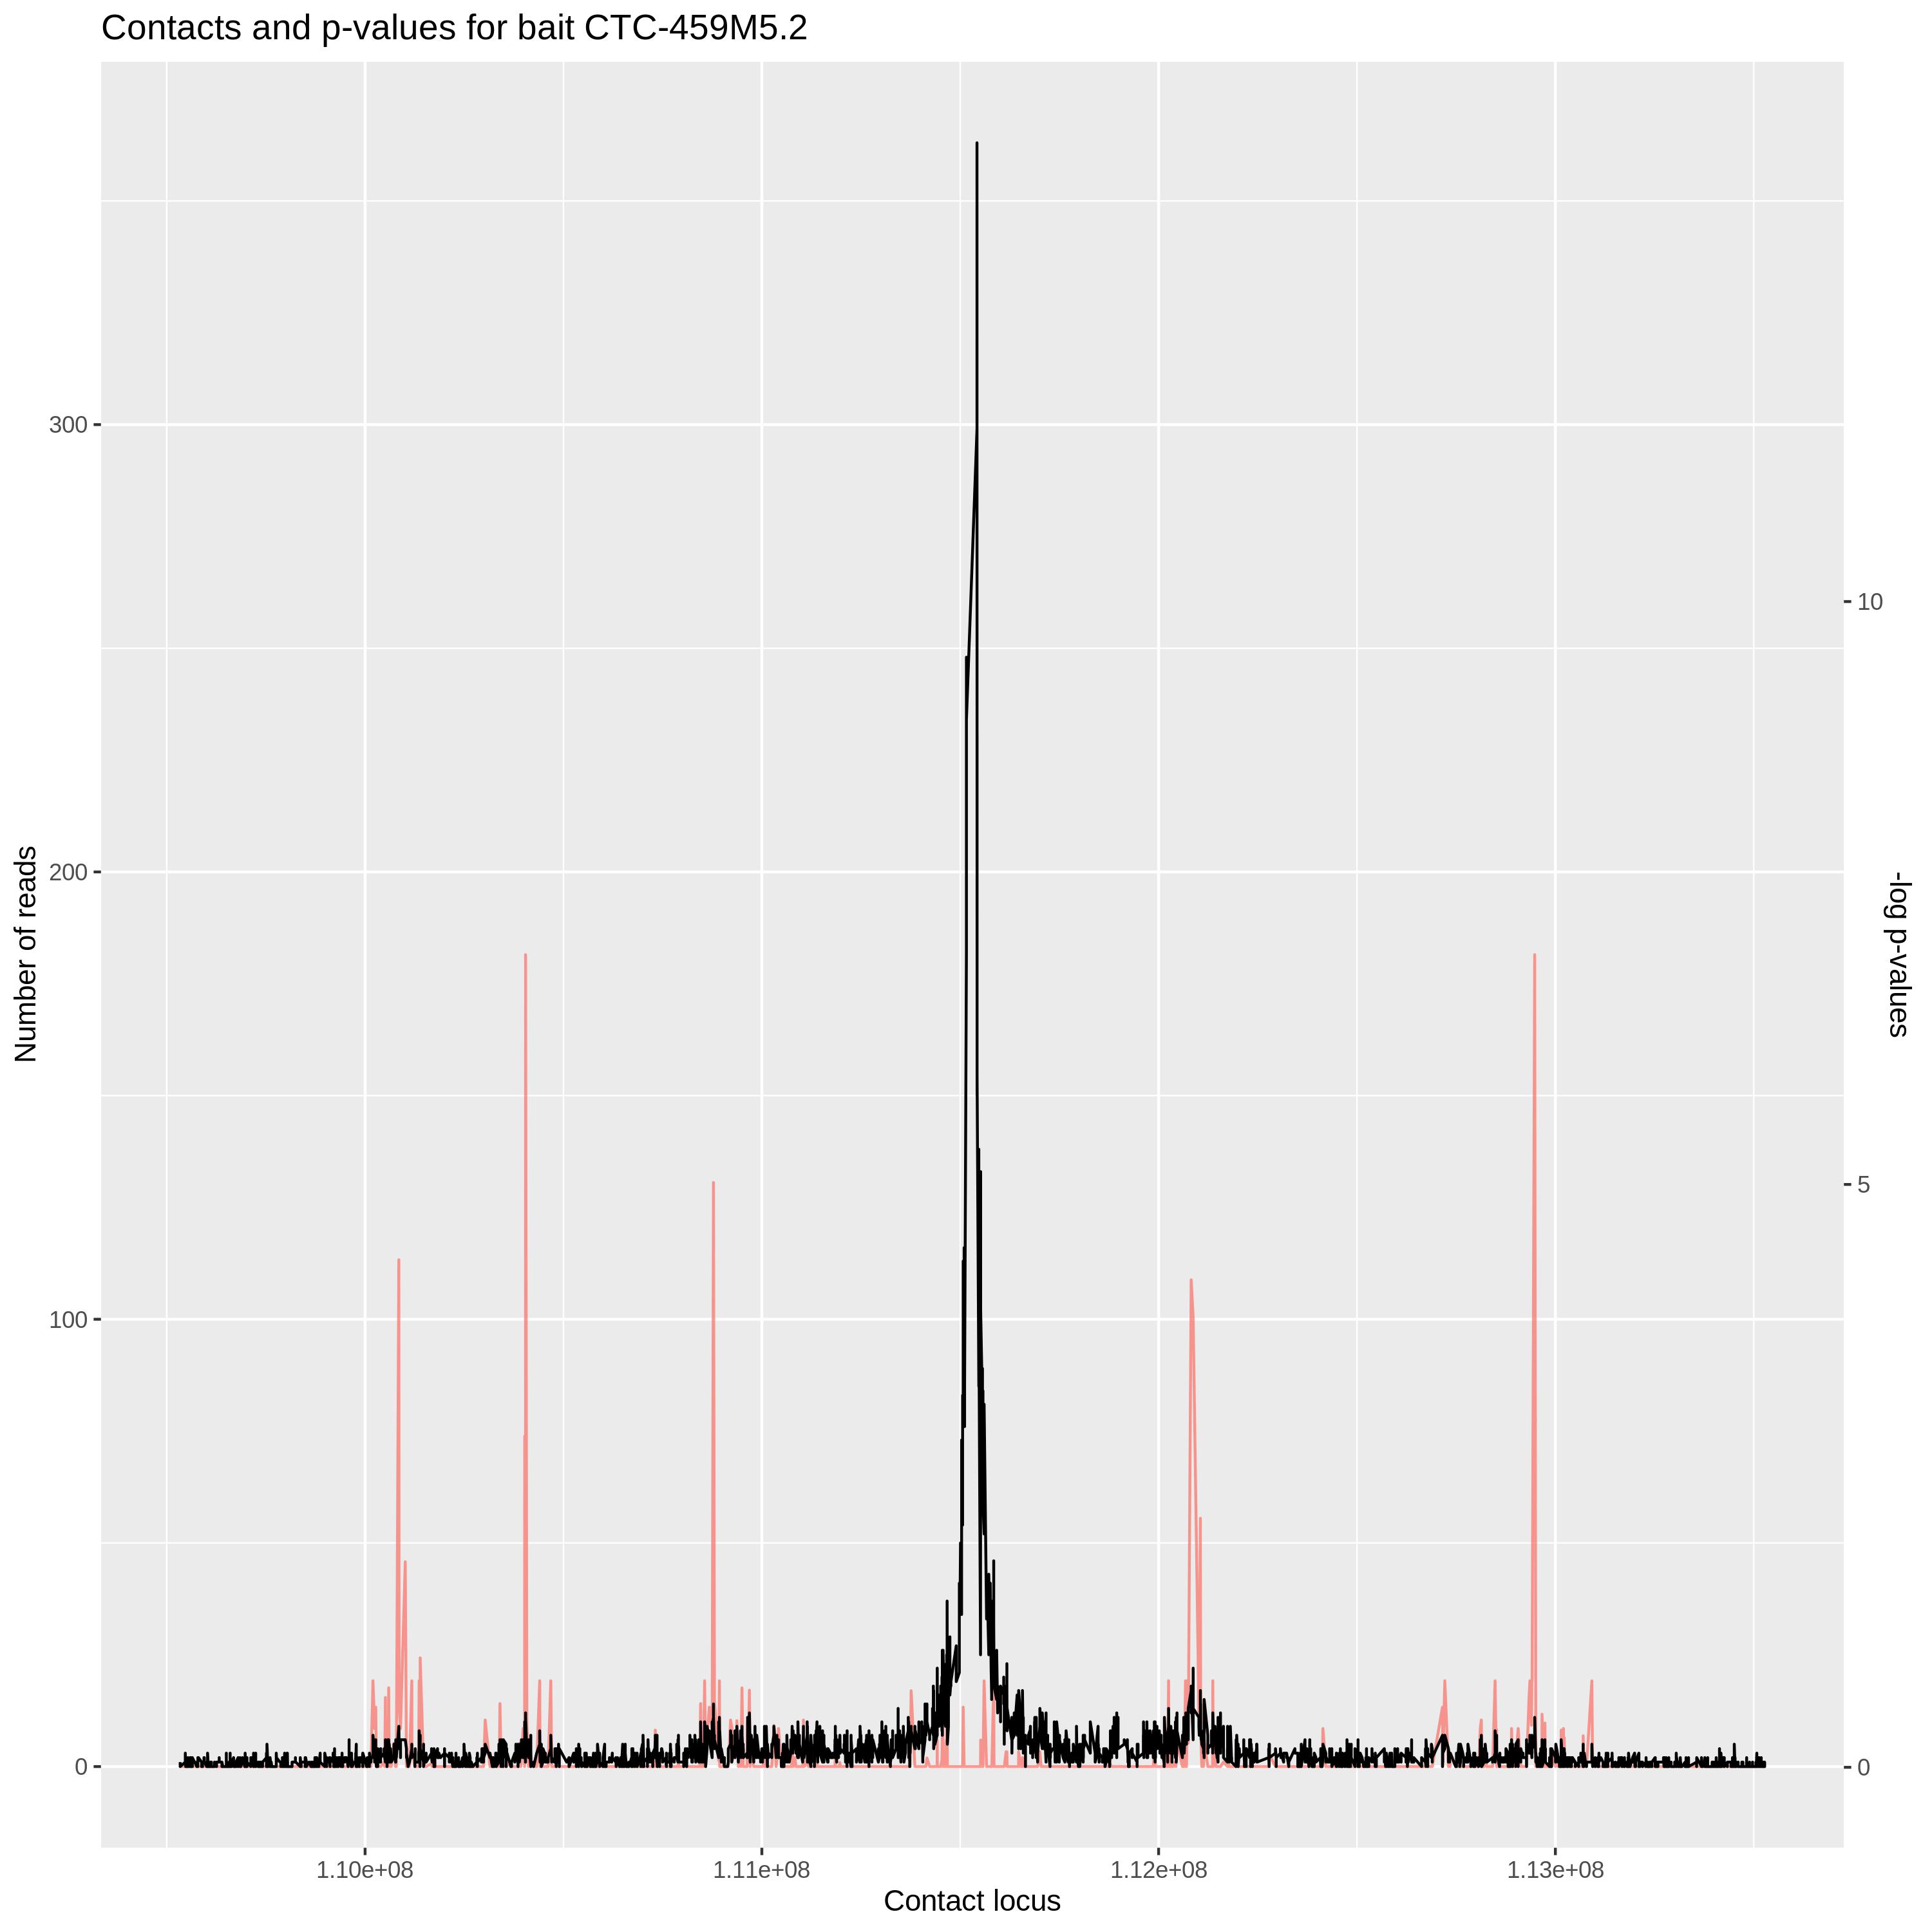 Contacts and p-values for bait CTC-459M5.2
Number of reads
300
200
100
0
10
5
0
-log p-values
1.10e+08
1.11e+08
1.12e+08
1.13e+08
Contact locus